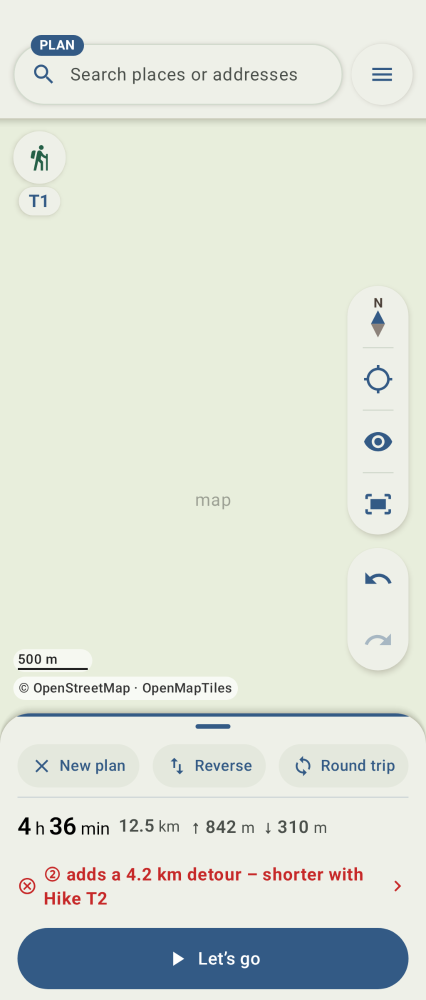 PLAN
Search places or addresses
T1
N
map
500 m
© OpenStreetMap · OpenMapTiles
New plan
Reverse
Round trip
4 h 36 min 12.5 km ↑ 842 m ↓ 310 m
② adds a 4.2 km detour – shorter with
Hike T2
Let’s go